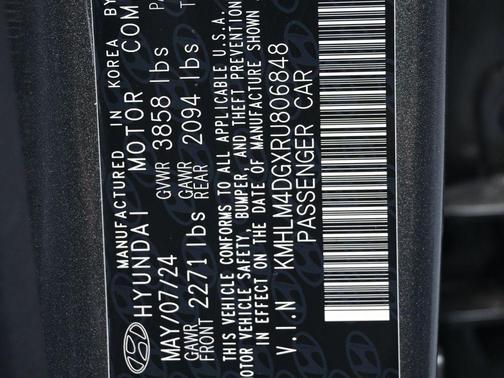 MANUFACTURED IN KOREA BY
HYUNDAI MOTOR COM
MAY/07/24 GVWR 3858 lbs
GAWR FRONT 2271 lbs GAWR REAR 2094 lbs.
THIS VEHICLE CONFORMS TO ALL APPLICABLE U.S.A.
VEHICLE SAFETY, BUMPER, AND THEFT PREVENTION
IN EFFECT ON THE DATE OF MANUFACTURE SHOWN
V.I.N KMHLM4DGXRU806848
PASSENGER CAR